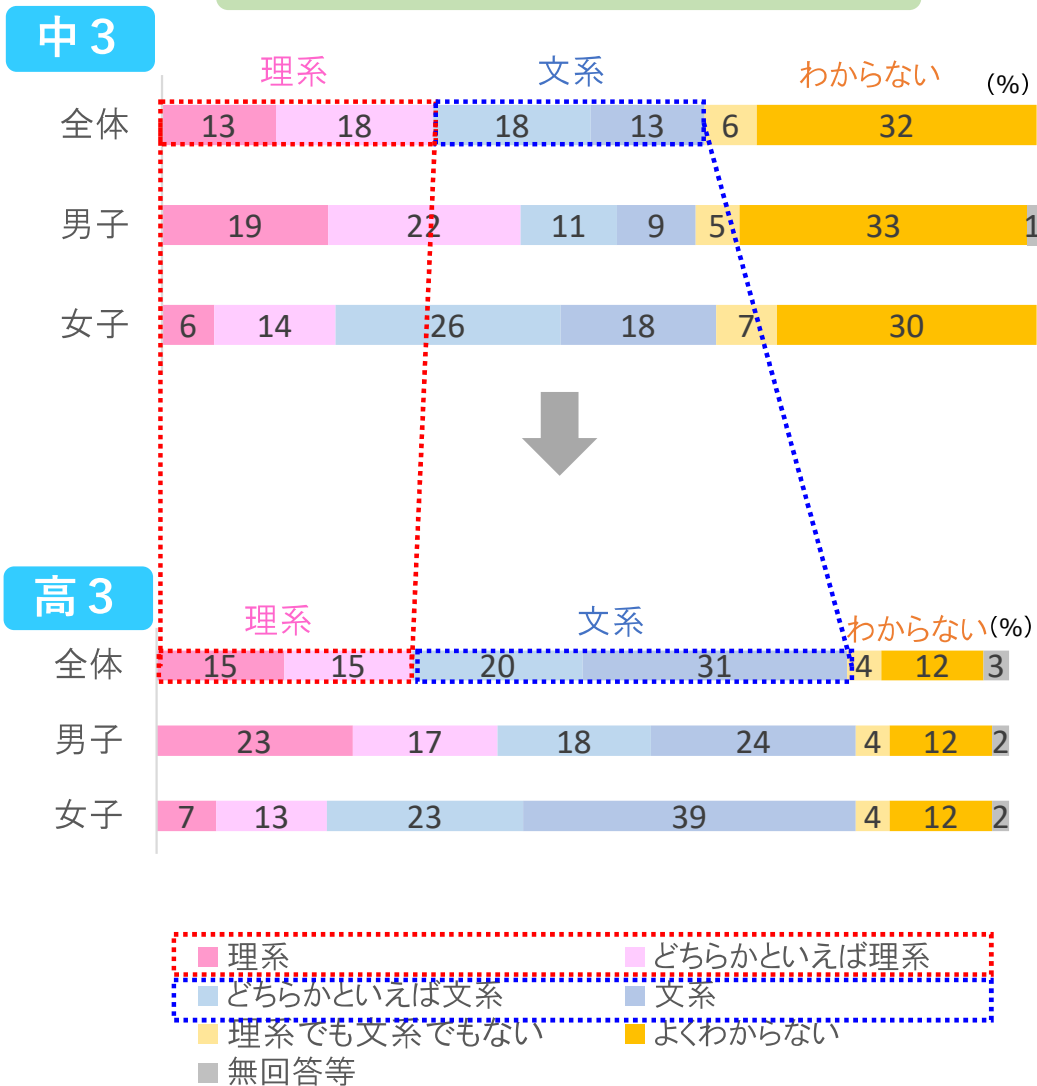 中３
理系 文系 わからない (%)
全体 13 18 18 13 6 32
男子 19 22 11 9 5 33 1
女子 6 14 26 18 7 30
高３
理系 文系 わからない (%)
全体 15 15 20 31 4 12 3
男子 23 17 18 24 4 12 2
女子 7 13 23 39 4 12 2
理系 どちらかといえば理系
どちらかといえば文系 文系
理系でも文系でもない よくわからない
無回答等